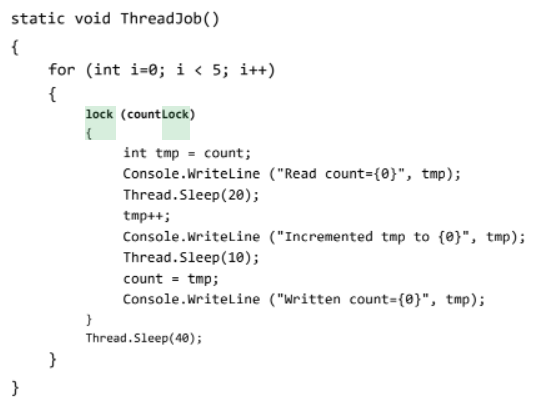 static void ThreadJob()
{
for (int i=0; i < 5; i++)
{
lock (countLock)
{
int tmp = count;
Console.WriteLine ("Read count={0}", tmp);
Thread.Sleep(20);
tmp++;
Console.WriteLine ("Incremented tmp to {0}", tmp);
Thread.Sleep(10);
count = tmp;
Console.WriteLine ("Written count={0}", tmp);
}
Thread.Sleep(40);
}
}